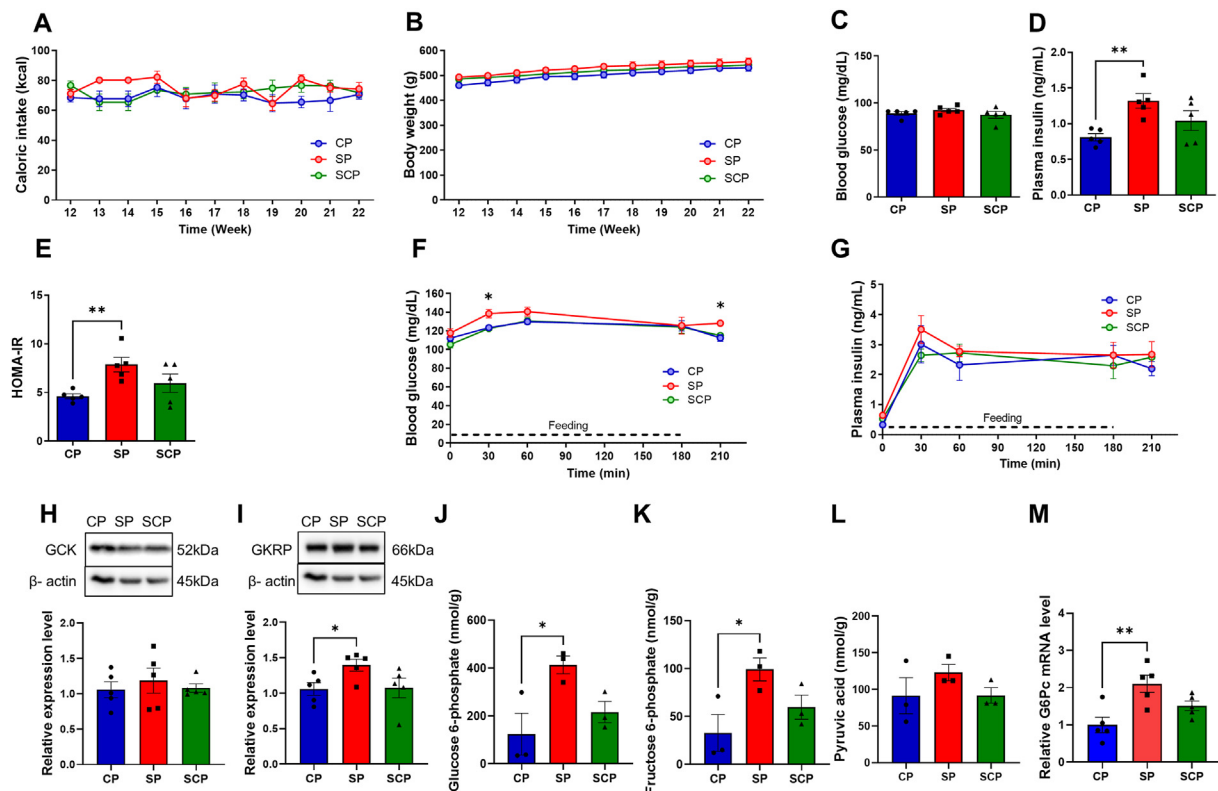 A
Caloric intake (kcal)
100
80
60
40
20
0
CP
SP
SCP
12 13 14 15 16 17 18 19 20 21 22
Time (Week)
B
Body weight (g)
600
500
400
300
200
100
0
CP
SP
SCP
12 13 14 15 16 17 18 19 20 21 22
Time (Week)
C
Blood glucose (mg/dL)
150
100
50
0
CP SP SCP
D
Plasma insulin (ng/mL)
**
2.0
1.5
1.0
0.5
0.0
CP SP SCP
E
HOMA-IR
**
15
10
5
0
CP SP SCP
F
Blood glucose (mg/dL)
160
140
120
100
80
60
40
20
0
*
*
CP
SP
SCP
Feeding
0 30 60 90 120 150 180 210
Time (min)
G
Plasma insulin (ng/mL)
5
4
3
2
1
0
CP
SP
SCP
Feeding
0 30 60 90 120 150 180 210
Time (min)
H
CP SP SCP
GCK 52kDa
β- actin 45kDa
Relative expression level
2.0
1.5
1.0
0.5
0.0
CP SP SCP
I
CP SP SCP
GKRP 66kDa
β- actin 45kDa
Relative expression level
*
2.0
1.5
1.0
0.5
0.0
CP SP SCP
J
Glucose 6-phosphate (nmol/g)
*
600
400
200
0
CP SP SCP
K
Fructose 6-phosphate (nmol/g)
*
150
100
50
0
CP SP SCP
L
Pyruvic acid (nmol/g)
200
150
100
50
0
CP SP SCP
M
Relative G6Pc mRNA level
**
4
3
2
1
0
CP SP SCP